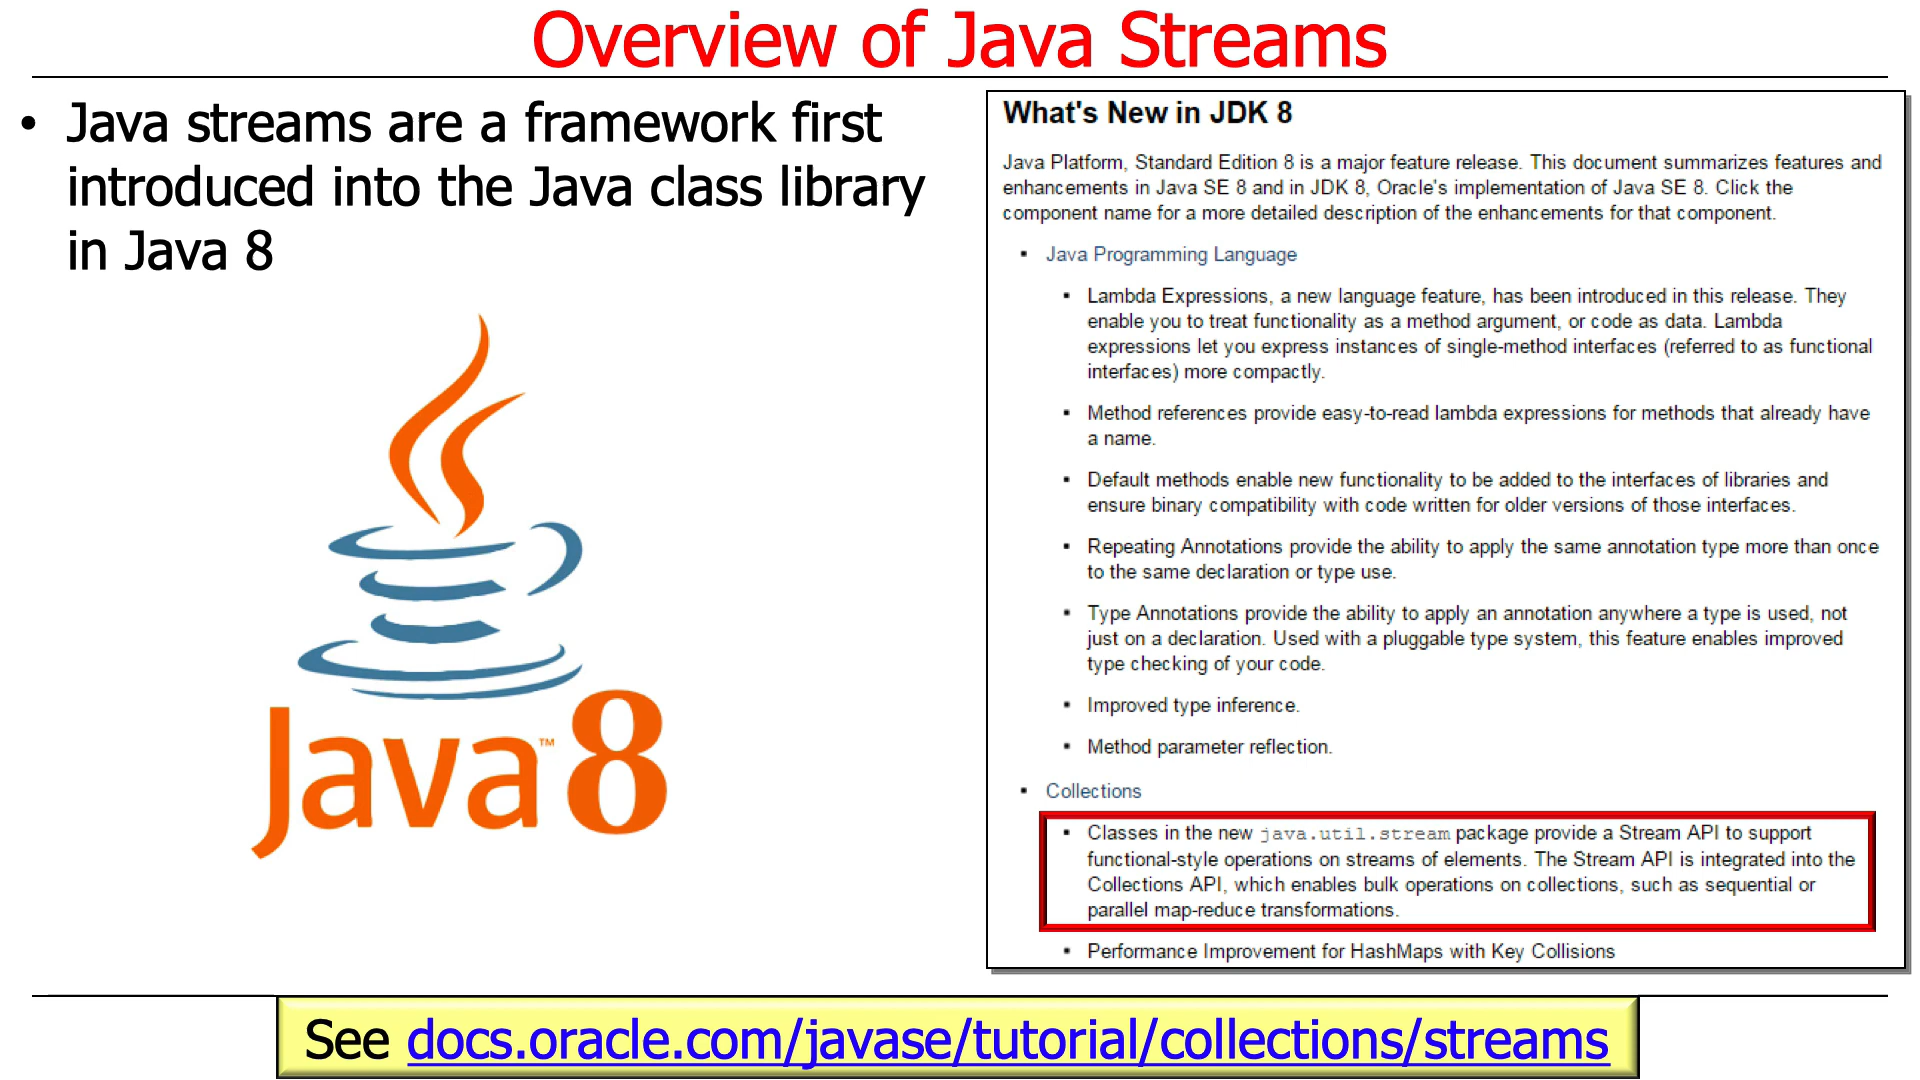 Overview of Java Streams
• Java streams are a framework first
introduced into the Java class library
in Java 8
Java™ 8
What's New in JDK 8
Java Platform, Standard Edition 8 is a major feature release. This document summarizes features and
enhancements in Java SE 8 and in JDK 8, Oracle's implementation of Java SE 8. Click the
component name for a more detailed description of the enhancements for that component.
▪ Java Programming Language
▪ Lambda Expressions, a new language feature, has been introduced in this release. They
enable you to treat functionality as a method argument, or code as data. Lambda
expressions let you express instances of single-method interfaces (referred to as functional
interfaces) more compactly.
▪ Method references provide easy-to-read lambda expressions for methods that already have
a name.
▪ Default methods enable new functionality to be added to the interfaces of libraries and
ensure binary compatibility with code written for older versions of those interfaces.
▪ Repeating Annotations provide the ability to apply the same annotation type more than once
to the same declaration or type use.
▪ Type Annotations provide the ability to apply an annotation anywhere a type is used, not
just on a declaration. Used with a pluggable type system, this feature enables improved
type checking of your code.
▪ Improved type inference.
▪ Method parameter reflection.
▪ Collections
▪ Classes in the new java.util.stream package provide a Stream API to support
functional-style operations on streams of elements. The Stream API is integrated into the
Collections API, which enables bulk operations on collections, such as sequential or
parallel map-reduce transformations.
▪ Performance Improvement for HashMaps with Key Collisions
See docs.oracle.com/javase/tutorial/collections/streams